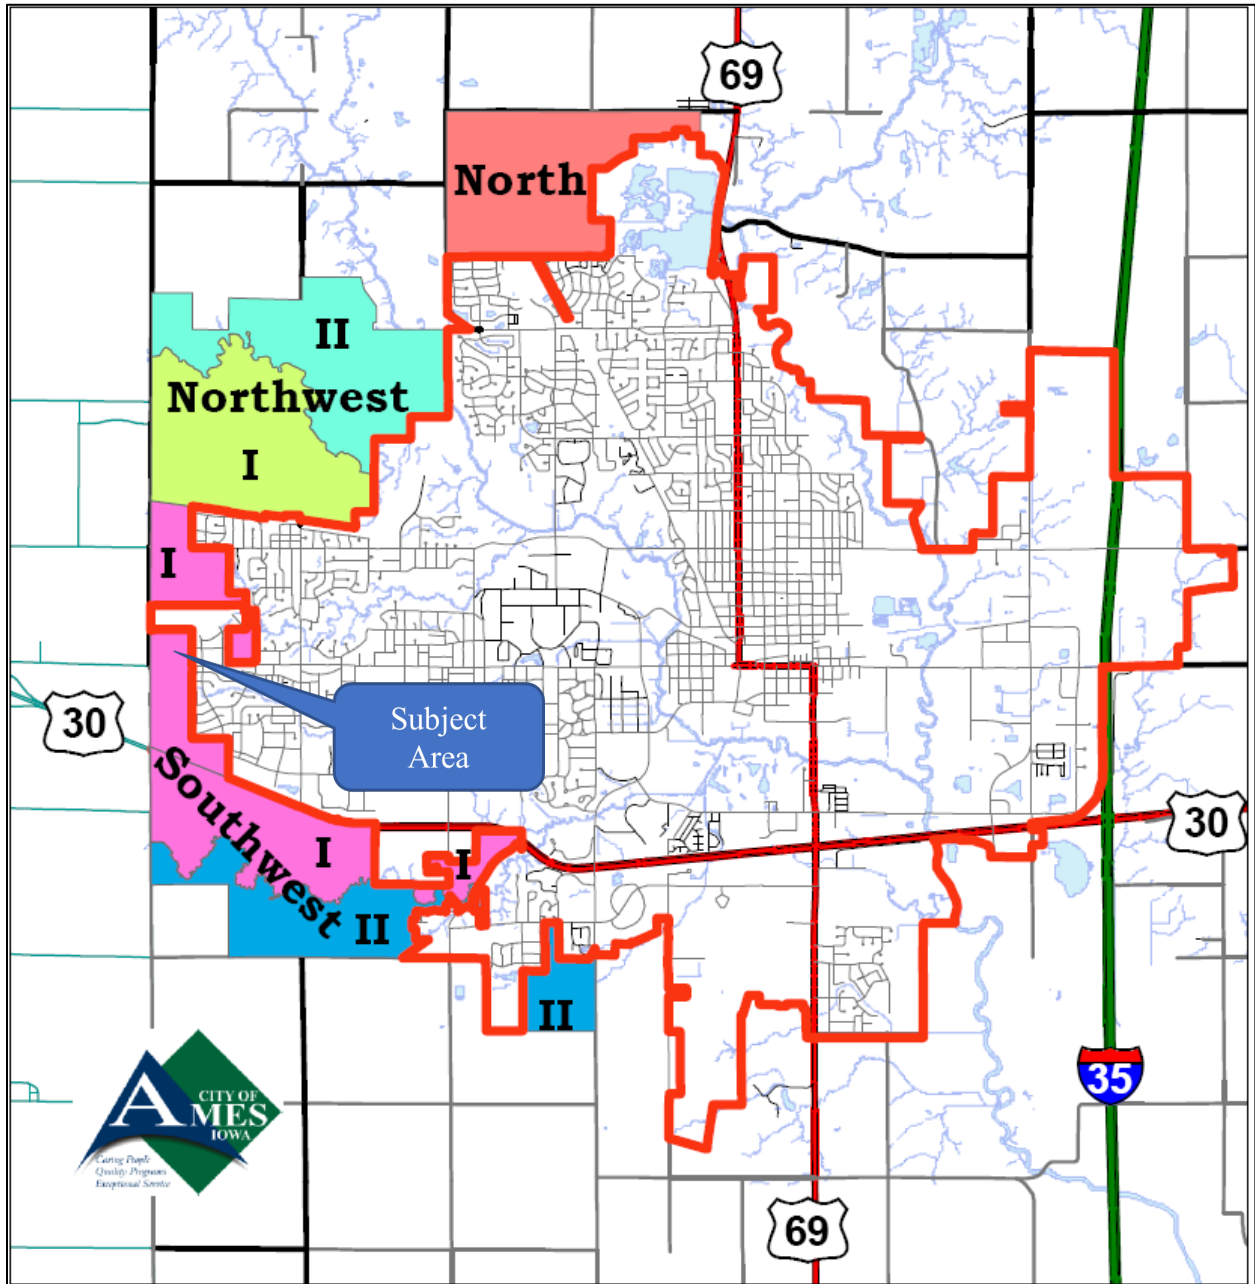 69
North
II
Northwest
I
I
30
Subject
Area
Southwest
I
I
II
30
II
35
CITY OF
AMES
IOWA
Caring People
Quality Programs
Exceptional Service
69